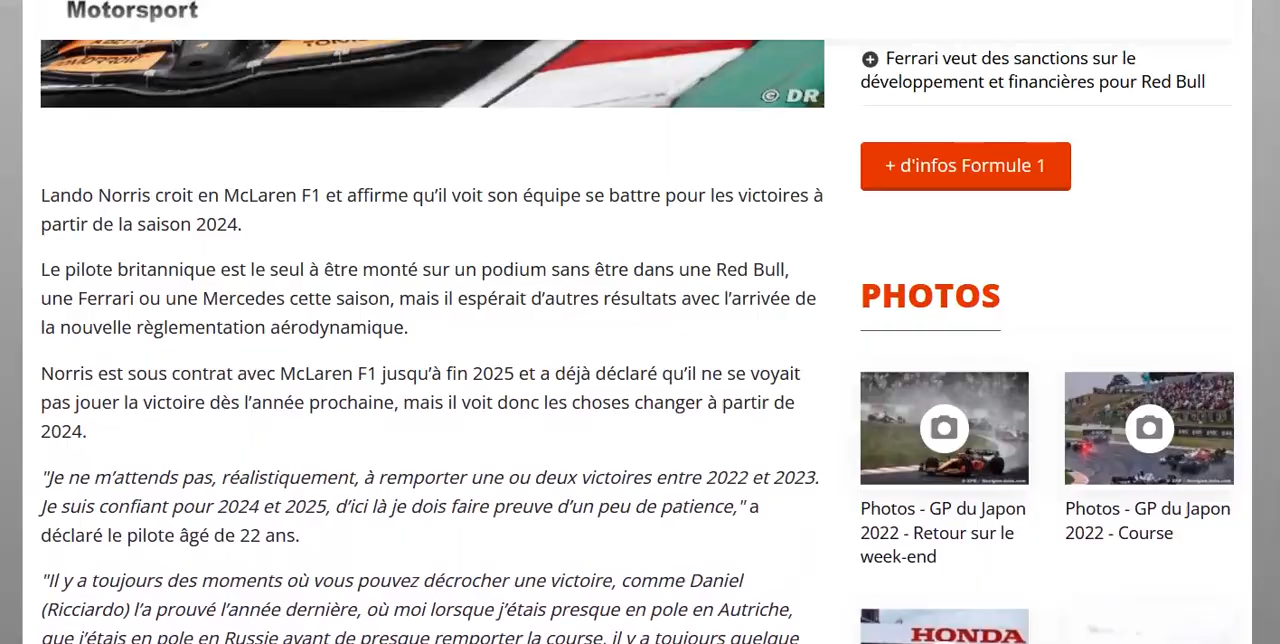 Motorsport
TOMORROW
© DR
Lando Norris croit en McLaren F1 et affirme qu’il voit son équipe se battre pour les victoires à
partir de la saison 2024.
Le pilote britannique est le seul à être monté sur un podium sans être dans une Red Bull,
une Ferrari ou une Mercedes cette saison, mais il espérait d’autres résultats avec l’arrivée de
la nouvelle règlementation aérodynamique.
Norris est sous contrat avec McLaren F1 jusqu’à fin 2025 et a déjà déclaré qu’il ne se voyait
pas jouer la victoire dès l’année prochaine, mais il voit donc les choses changer à partir de
2024.
"Je ne m’attends pas, réalistiquement, à remporter une ou deux victoires entre 2022 et 2023.
Je suis confiant pour 2024 et 2025, d’ici là je dois faire preuve d’un peu de patience," a
déclaré le pilote âgé de 22 ans.
"Il y a toujours des moments où vous pouvez décrocher une victoire, comme Daniel
(Ricciardo) l’a prouvé l’année dernière, où moi lorsque j’étais presque en pole en Autriche,
que j’étais en pole en Russie avant de presque remporter la course, il y a toujours quelque
Ferrari veut des sanctions sur le
développement et financières pour Red Bull
+ d'infos Formule 1
PHOTOS
Photos - GP du Japon
2022 - Retour sur le
week-end
Photos - GP du Japon
2022 - Course
HONDA